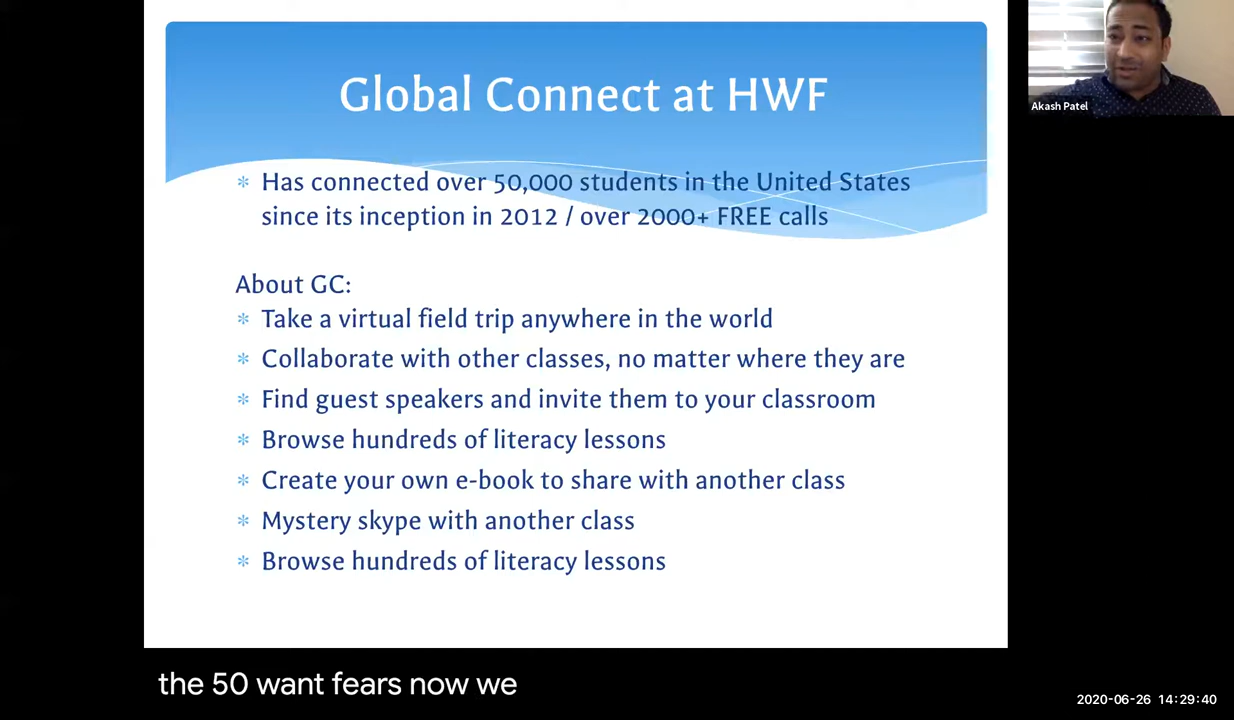 Global Connect at HWF
* Has connected over 50,000 students in the United States
since its inception in 2012 / over 2000+ FREE calls
About GC:
* Take a virtual field trip anywhere in the world
* Collaborate with other classes, no matter where they are
* Find guest speakers and invite them to your classroom
* Browse hundreds of literacy lessons
* Create your own e-book to share with another class
* Mystery skype with another class
* Browse hundreds of literacy lessons
Akash Patel
the 50 want fears now we
2020-06-26 14:29:40